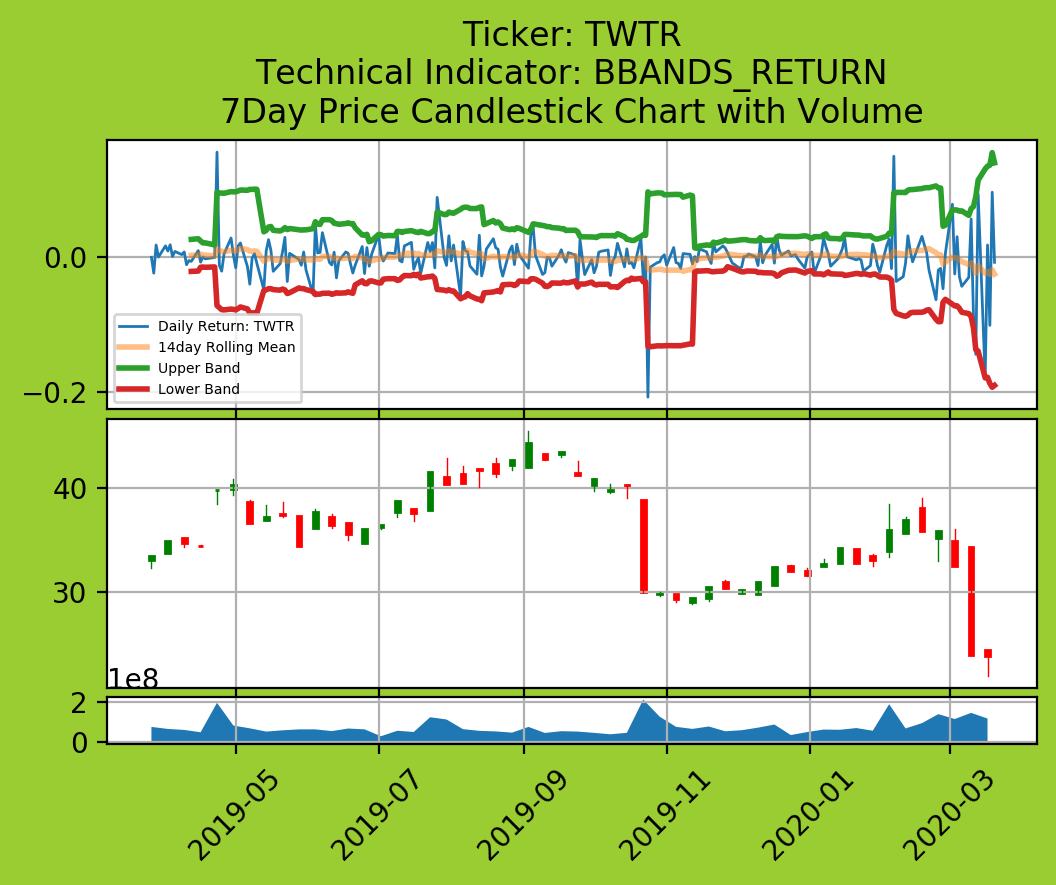 Ticker: TWTR
Technical Indicator: BBANDS_RETURN
7Day Price Candlestick Chart with Volume
0.0
−0.2
Daily Return: TWTR
14day Rolling Mean
Upper Band
Lower Band
40
30
1e8
2
0
2019-05
2019-07
2019-09
2019-11
2020-01
2020-03